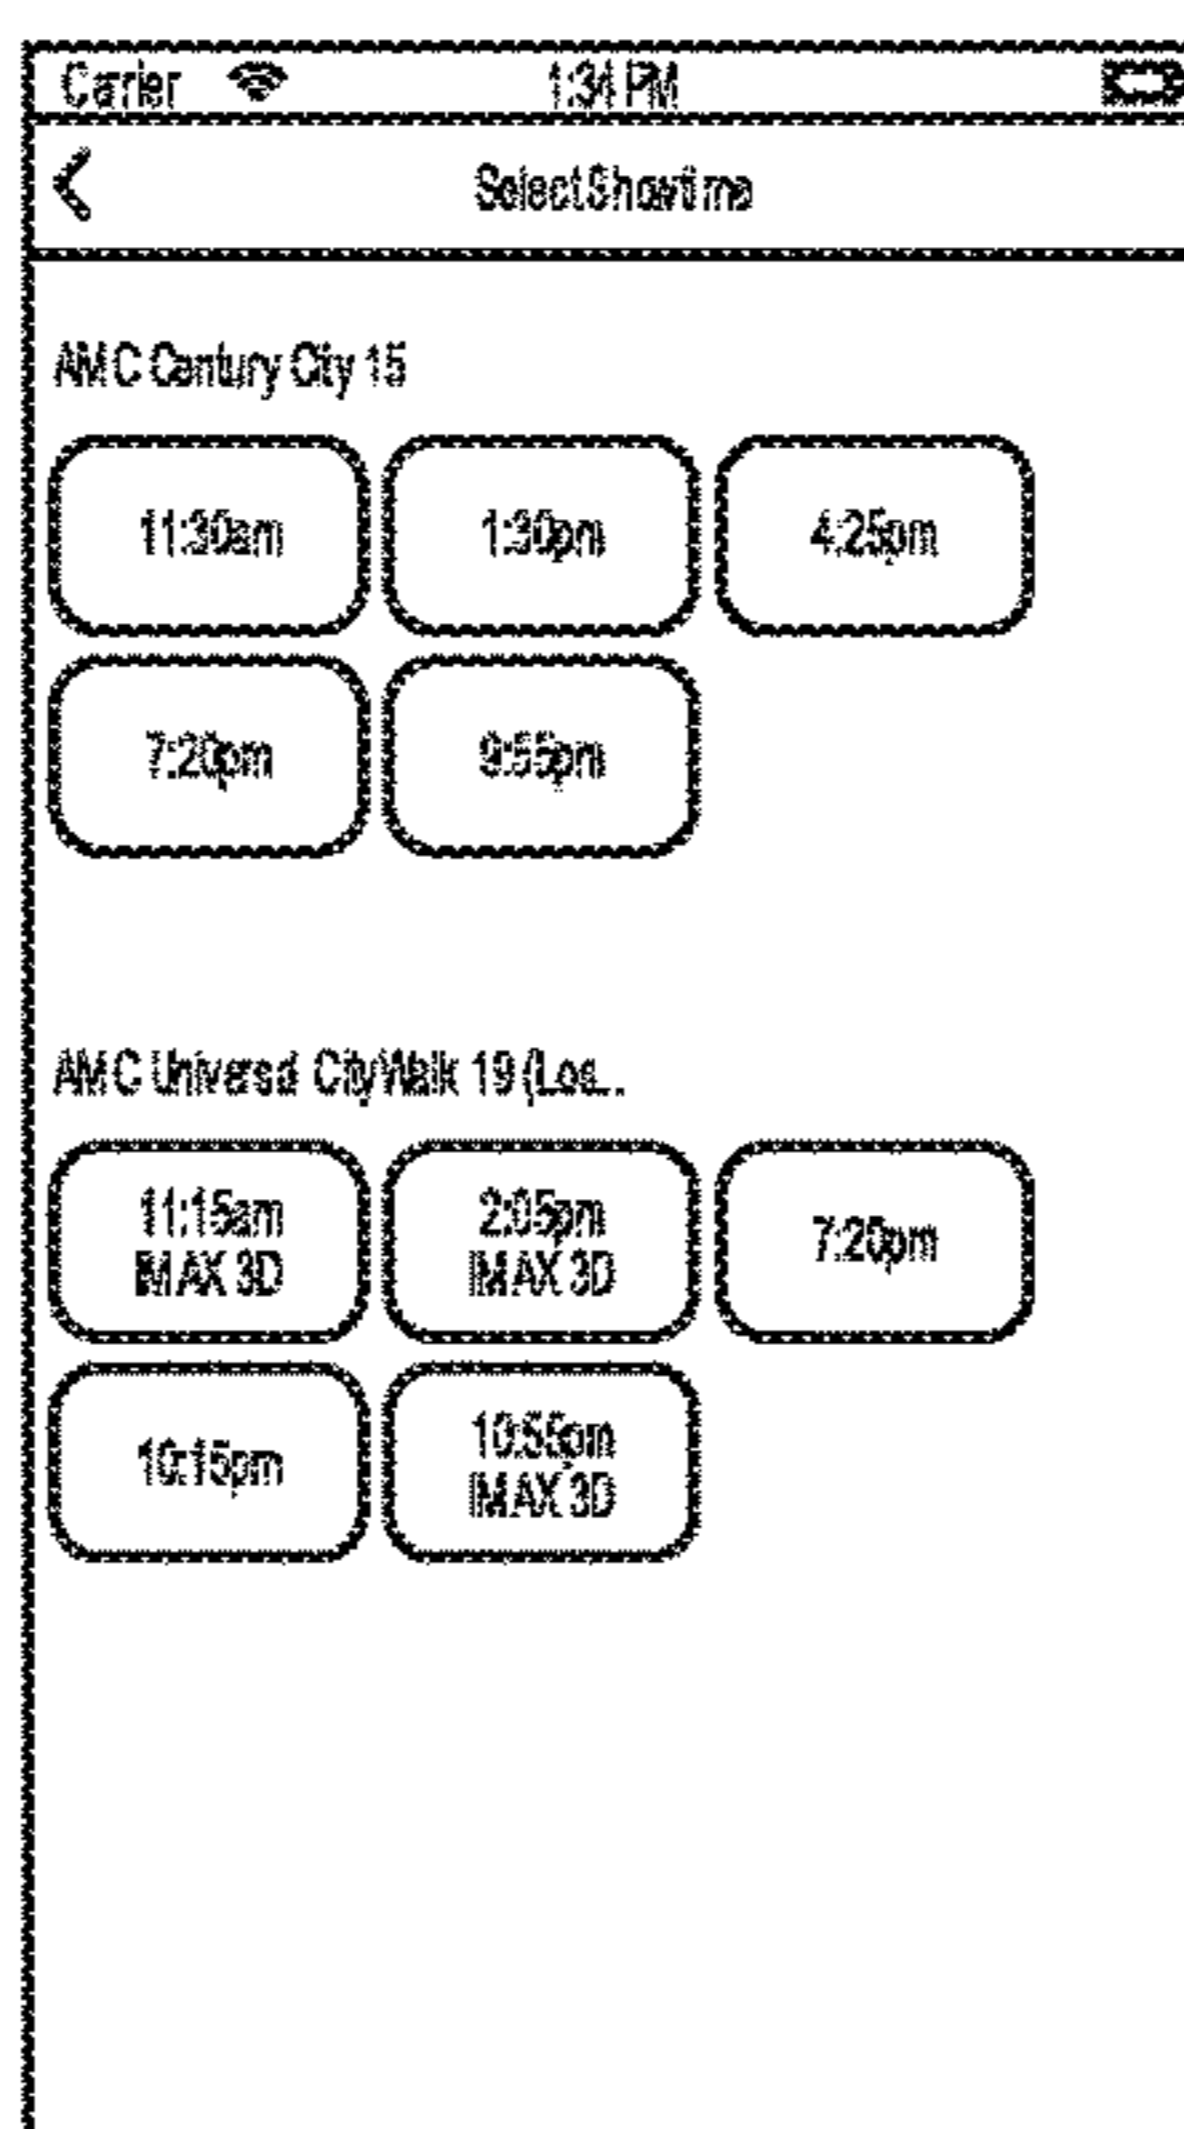 Carrier 1:34 PM
Select Showtime
AMC Century City 15
11:30am 1:30pm 4:25pm
7:20pm 9:55pm
AMC Universal CityWalk 19 (Los...
11:15am 2:05pm 7:20pm
IMAX 3D IMAX 3D
10:15pm 10:55pm
IMAX 3D